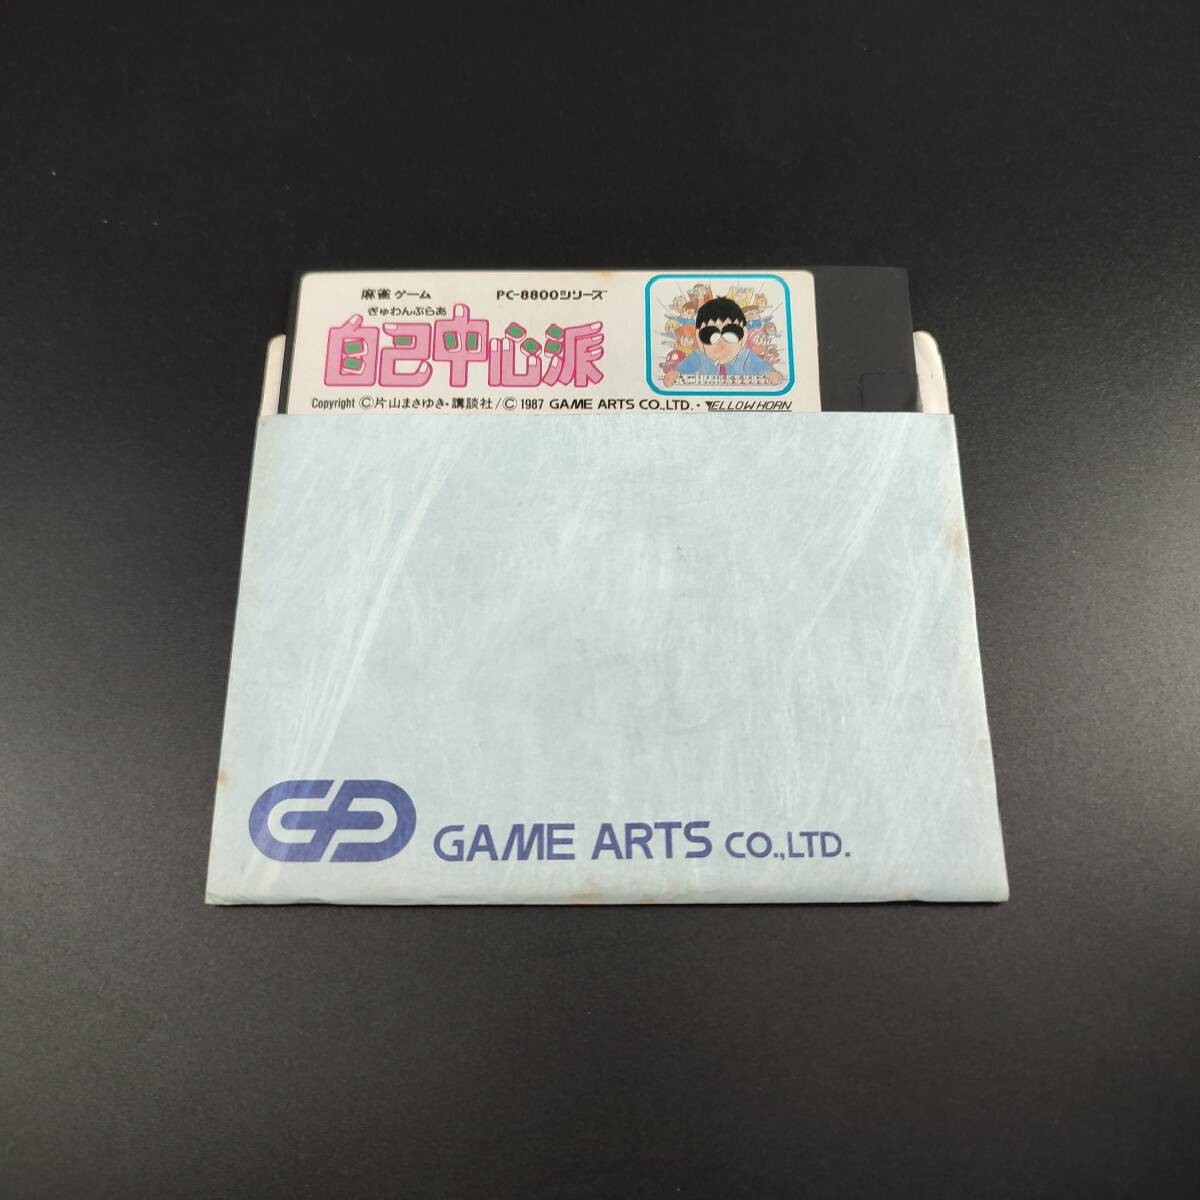 麻雀ゲーム PC-8800シリーズ
ぎゅわんぶらあ
自己中心派
Copyright Ⓒ片山まさゆき・講談社/Ⓒ1987 GAME ARTS CO.,LTD.・YELLOW HORN
GAME ARTS CO.,LTD.